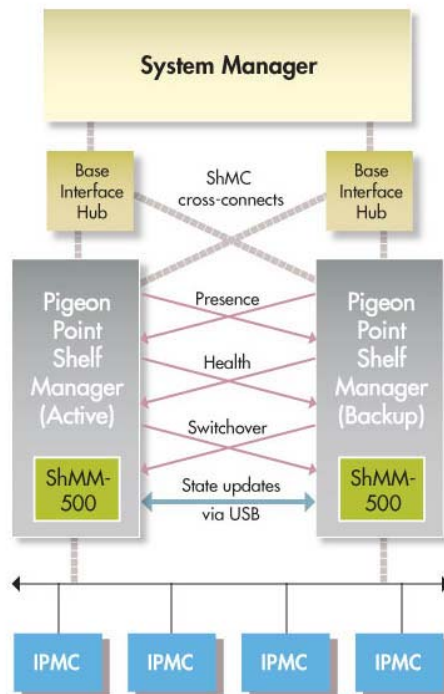 System Manager
Base
Interface
Hub
ShMC
cross-connects
Base
Interface
Hub
Pigeon
Point
Shelf
Manager
(Active)
ShMM-
500
Presence
Health
Switchover
State updates
via USB
Pigeon
Point
Shelf
Manager
(Backup)
ShMM-
500
IPMC
IPMC
IPMC
IPMC